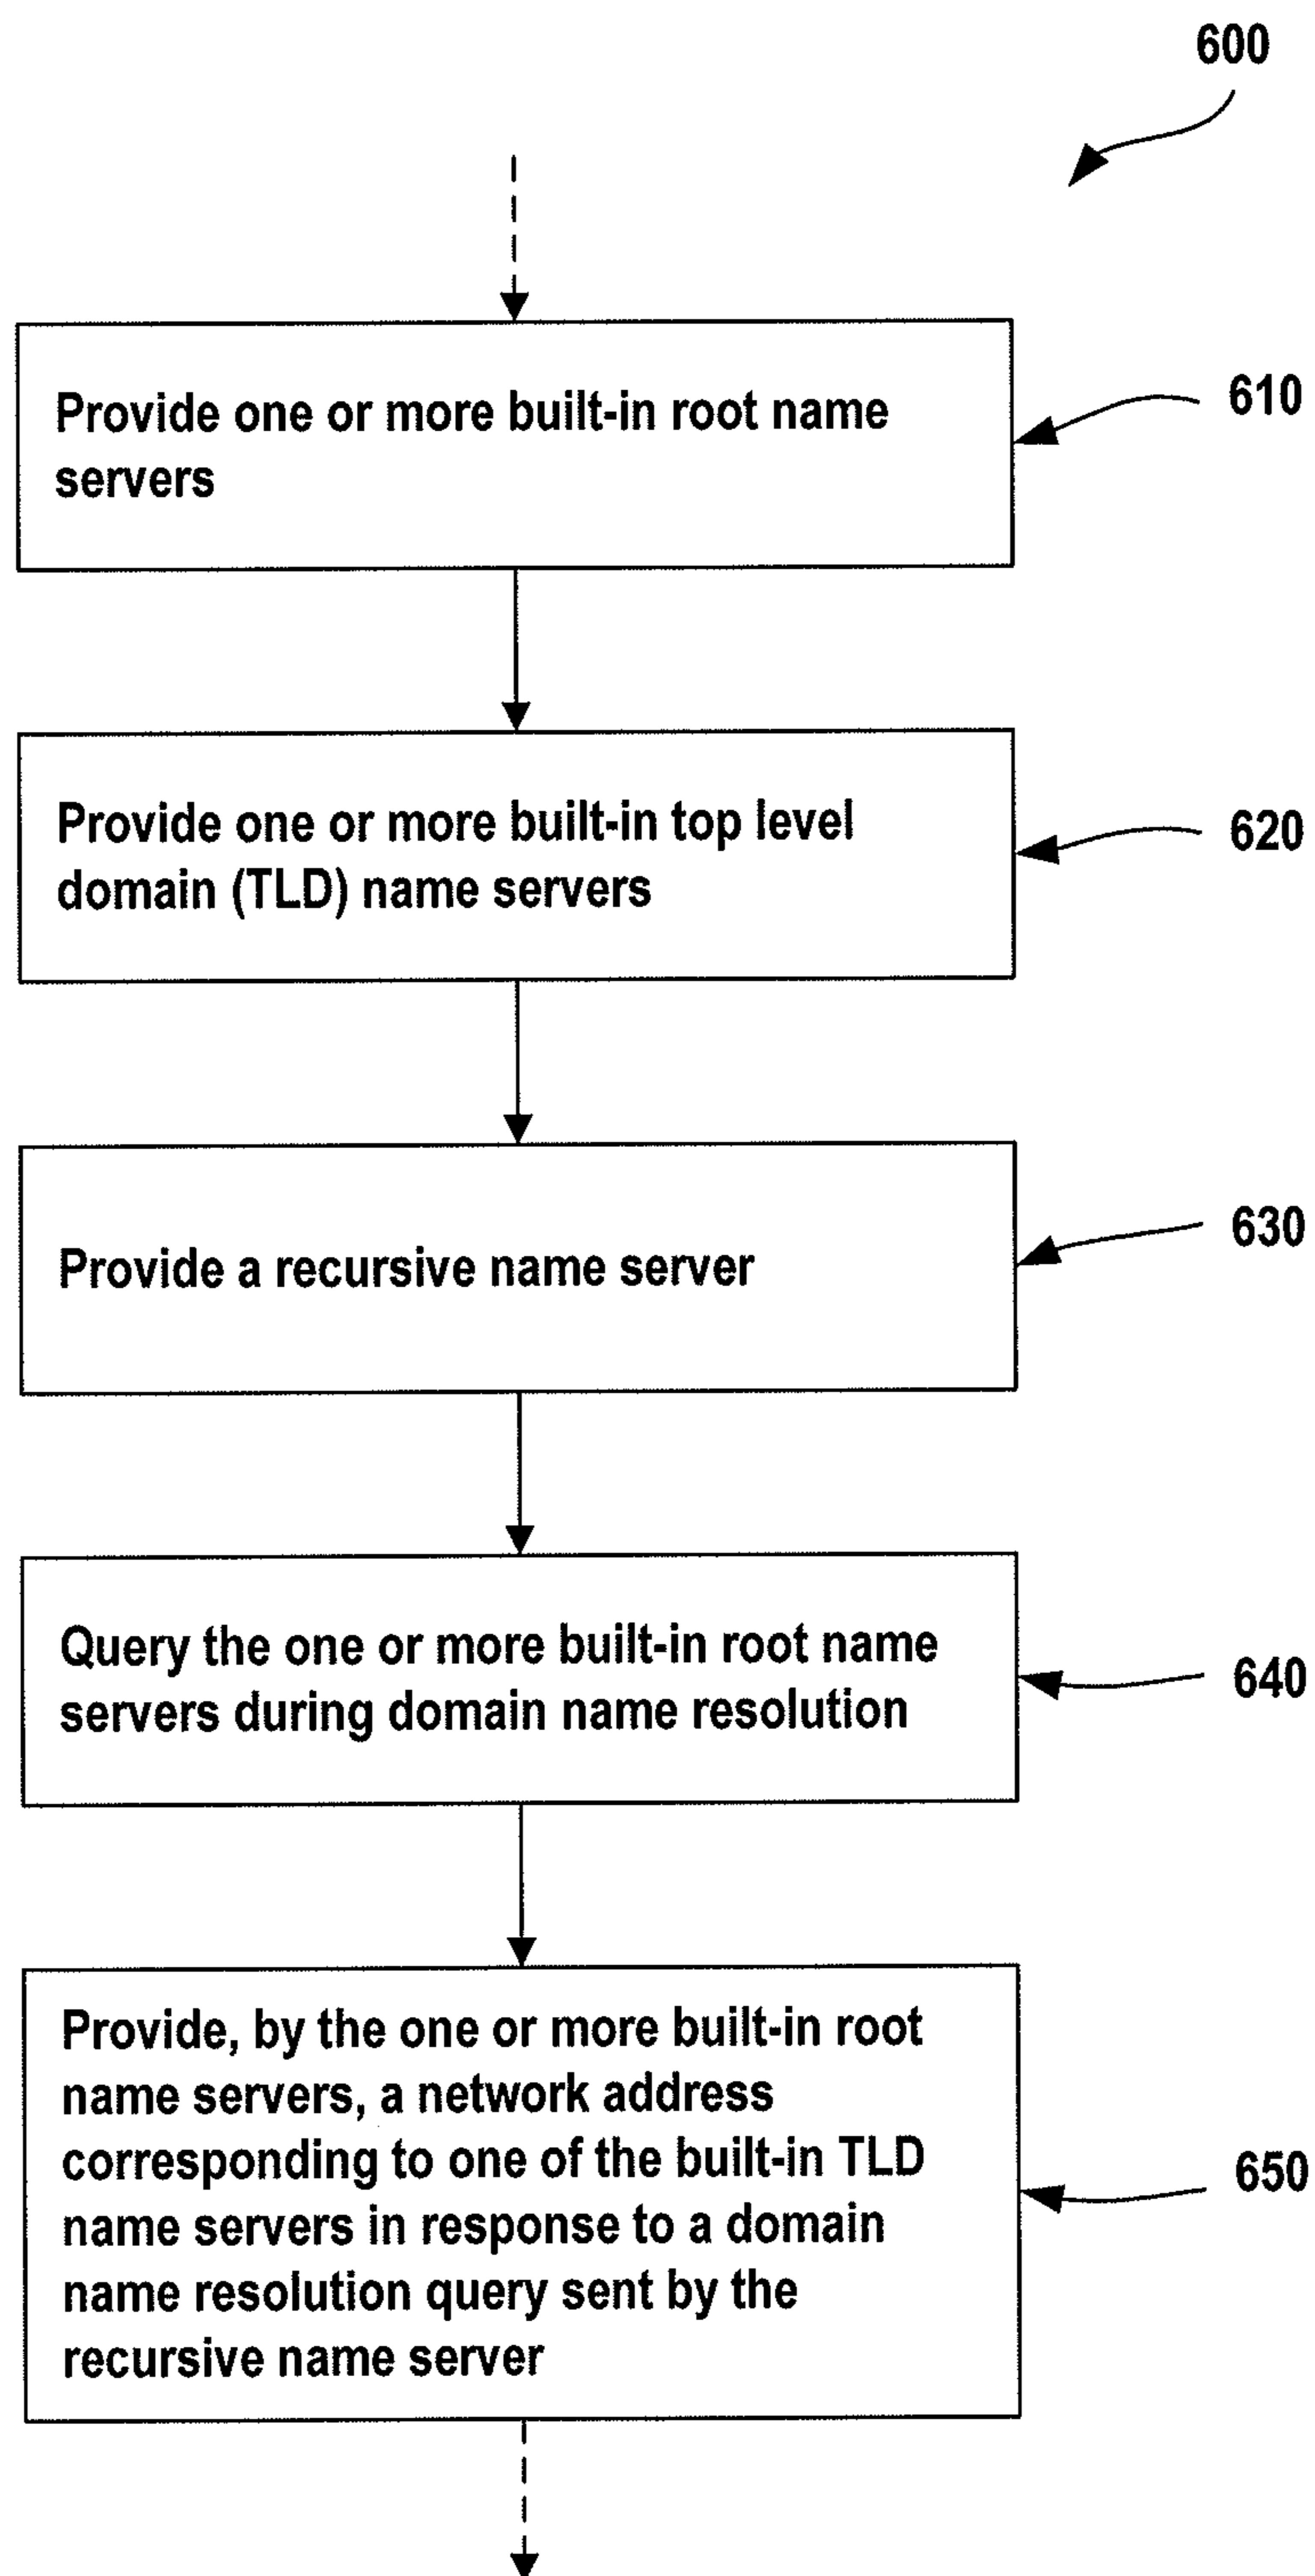 600
Provide one or more built-in root name
servers
610
Provide one or more built-in top level
domain (TLD) name servers
620
Provide a recursive name server
630
Query the one or more built-in root name
servers during domain name resolution
640
Provide, by the one or more built-in root
name servers, a network address
corresponding to one of the built-in TLD
name servers in response to a domain
name resolution query sent by the
recursive name server
650